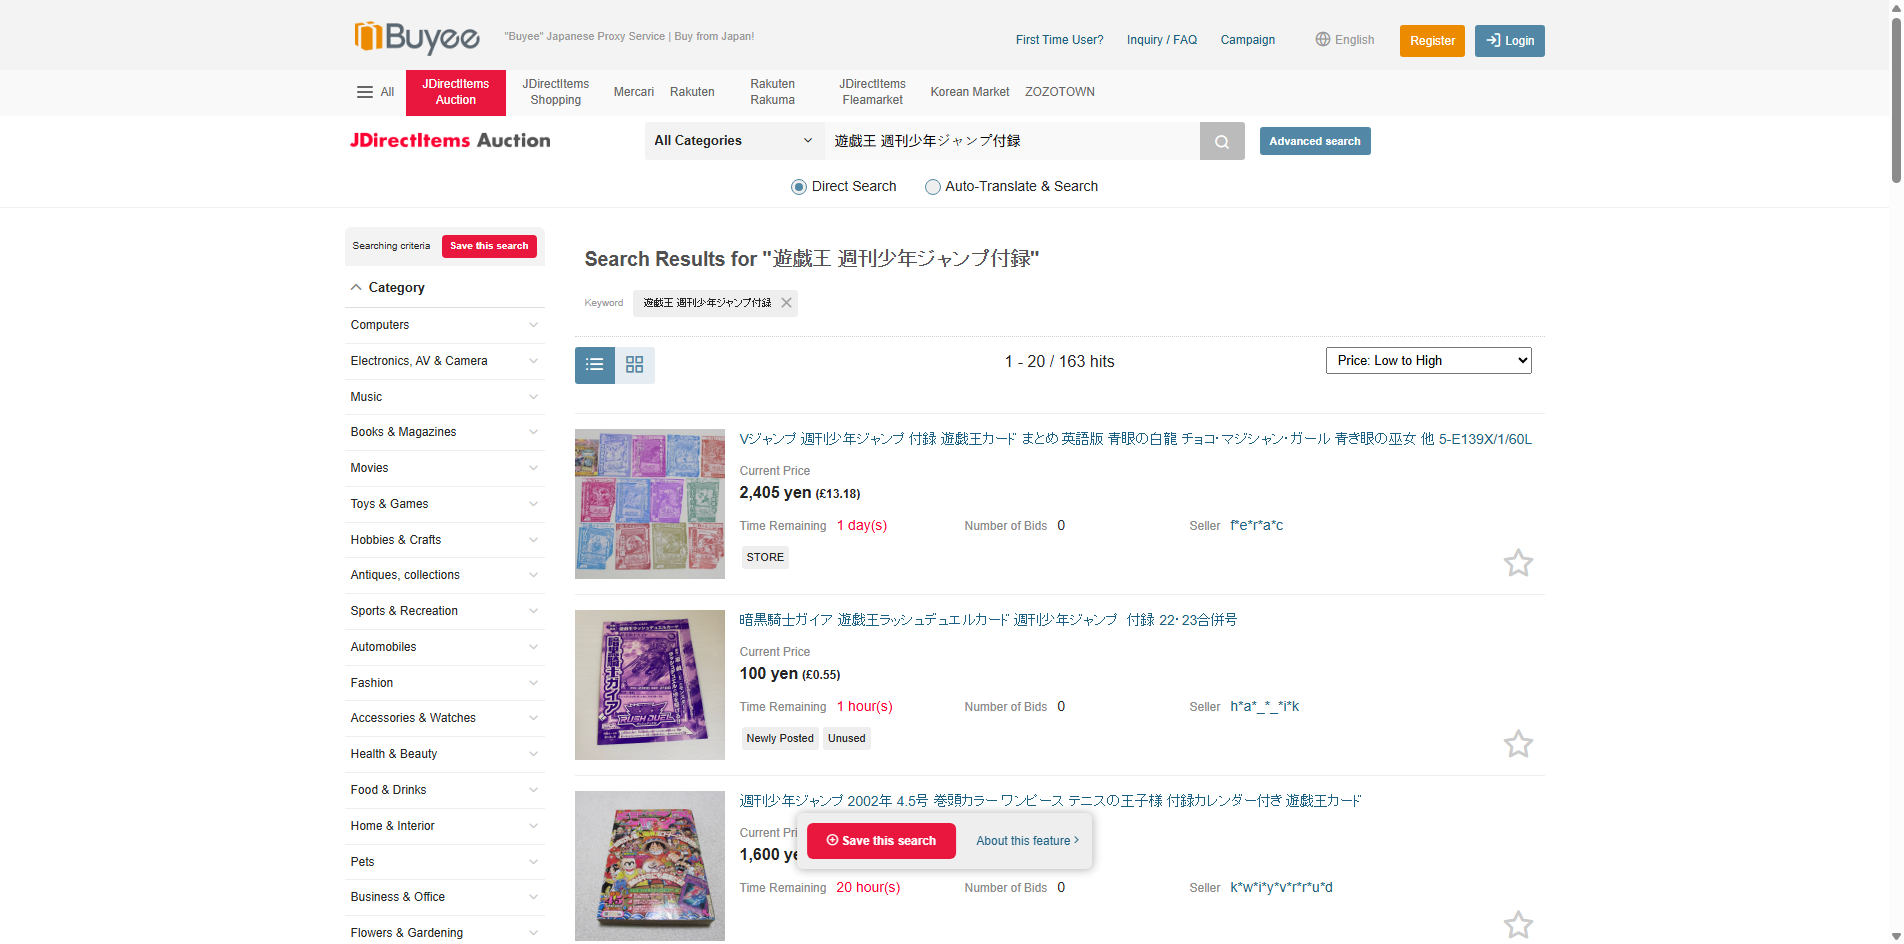 Buyee
"Buyee" Japanese Proxy Service | Buy from Japan!
First Time User?
Inquiry / FAQ
Campaign
English
Register
Login
All
JDirectItems
Auction
JDirectItems
Shopping
Mercari
Rakuten
Rakuten
Rakuma
JDirectItems
Fleamarket
Korean Market
ZOZOTOWN
JDirectItems Auction
All Categories
遊戯王 週刊少年ジャンプ付録
Advanced search
Direct Search
Auto-Translate & Search
Searching criteria
Save this search
Category
Computers
Electronics, AV & Camera
Music
Books & Magazines
Movies
Toys & Games
Hobbies & Crafts
Antiques, collections
Sports & Recreation
Automobiles
Fashion
Accessories & Watches
Health & Beauty
Food & Drinks
Home & Interior
Pets
Business & Office
Flowers & Gardening
Search Results for "遊戯王 週刊少年ジャンプ付録"
Keyword
遊戯王 週刊少年ジャンプ付録
1 - 20 / 163 hits
Price: Low to High
Vジャンプ 週刊少年ジャンプ 付録 遊戯王カード まとめ 英語版 青眼の白龍 チョコ・マジシャン・ガール 青き眼の巫女 他 5-E139X/1/60L
Current Price
2,405 yen (£13.18)
Time Remaining 1 day(s)
Number of Bids 0
Seller f*e*r*a*c
STORE
暗黒騎士ガイア 遊戯王ラッシュデュエルカード 週刊少年ジャンプ 付録 22・23合併号
Current Price
100 yen (£0.55)
Time Remaining 1 hour(s)
Number of Bids 0
Seller h*a*_*_*i*k
Newly Posted
Unused
暗黒騎士ガイア
RUSH DUEL
週刊少年ジャンプ 2002年 4.5号 巻頭カラー ワンピース テニスの王子様 付録カレンダー付き 遊戯王カード
Current Pri
1,600 ye
Time Remaining 20 hour(s)
Number of Bids 0
Seller k*w*i*y*v*r*r*u*d
Save this search
About this feature